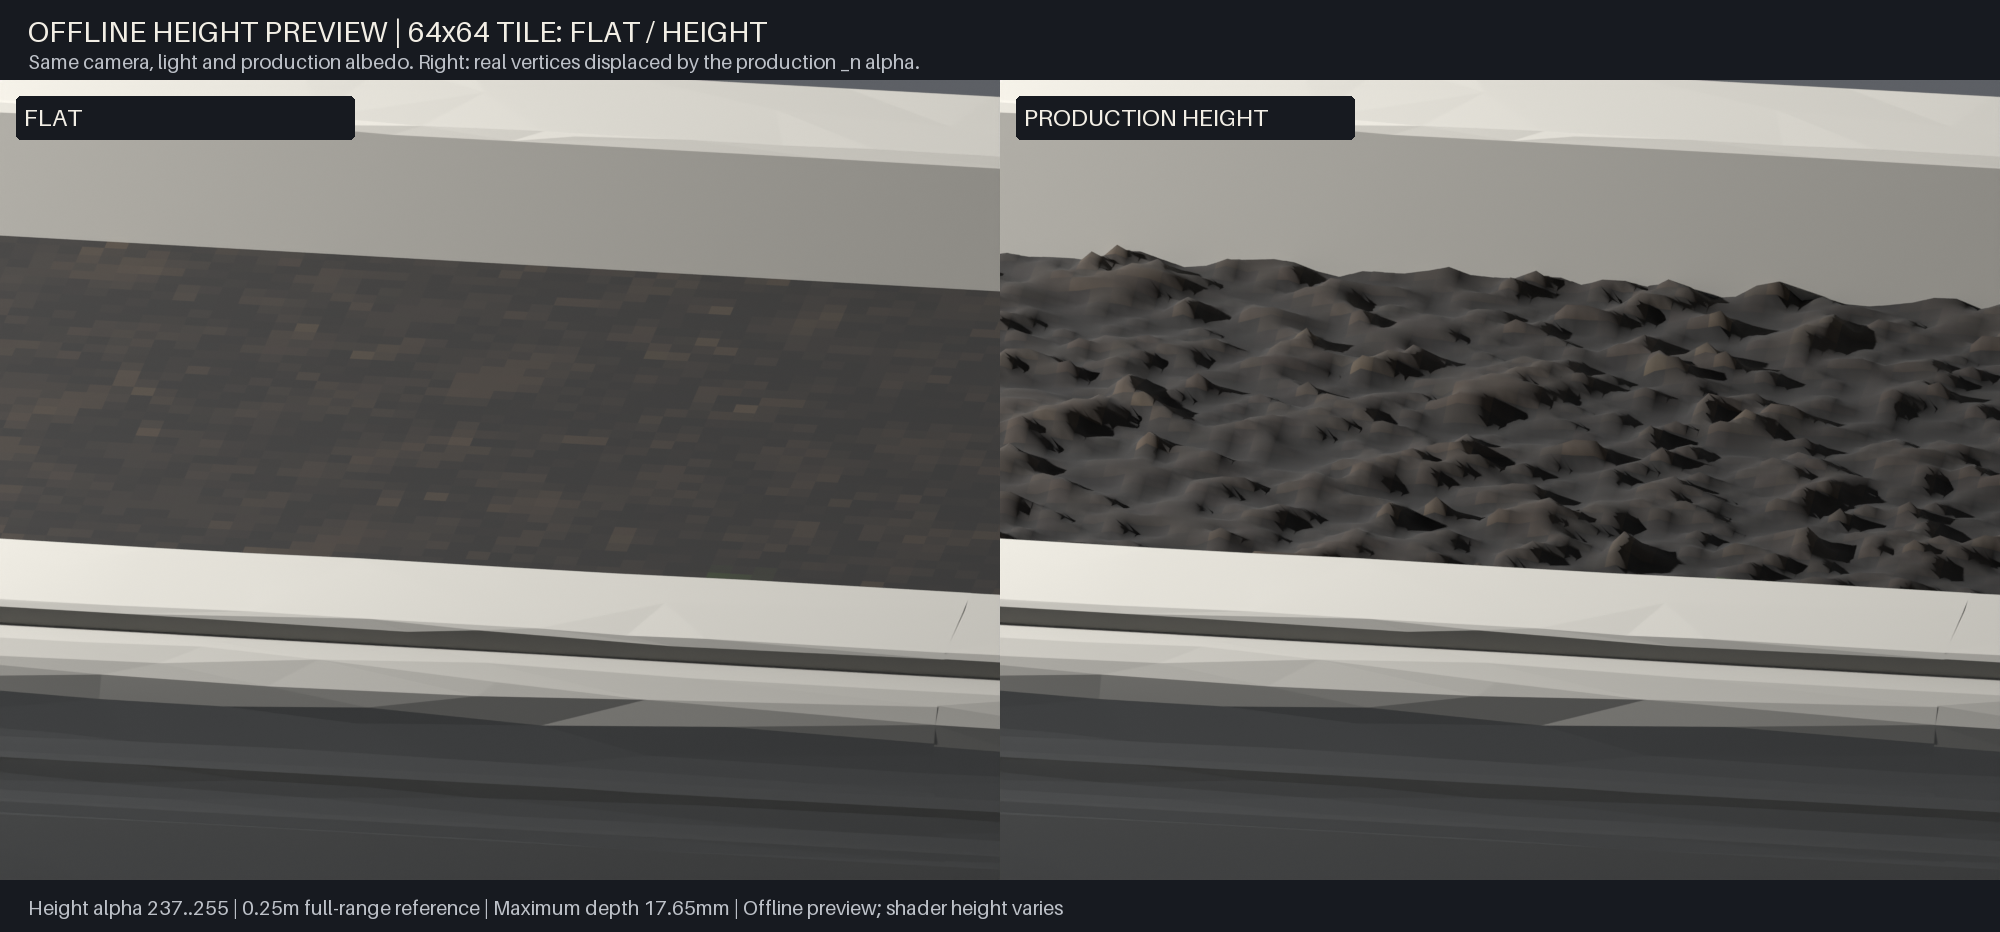 OFFLINE HEIGHT PREVIEW | 64x64 TILE: FLAT / HEIGHT
Same camera, light and production albedo. Right: real vertices displaced by the production _n alpha.
FLAT
PRODUCTION HEIGHT
Height alpha 237..255 | 0.25m full-range reference | Maximum depth 17.65mm | Offline preview; shader height varies